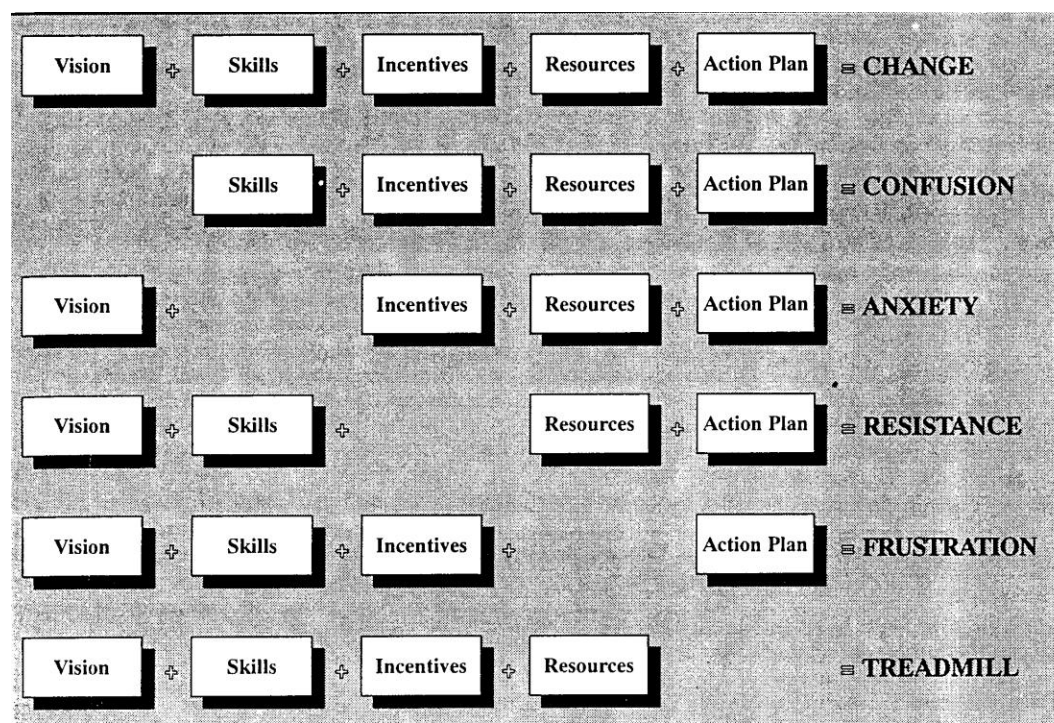 Vision + Skills + Incentives + Resources + Action Plan = CHANGE
Skills + Incentives + Resources + Action Plan = CONFUSION
Vision + Incentives + Resources + Action Plan = ANXIETY
Vision + Skills + Resources + Action Plan = RESISTANCE
Vision + Skills + Incentives + Action Plan = FRUSTRATION
Vision + Skills + Incentives + Resources = TREADMILL